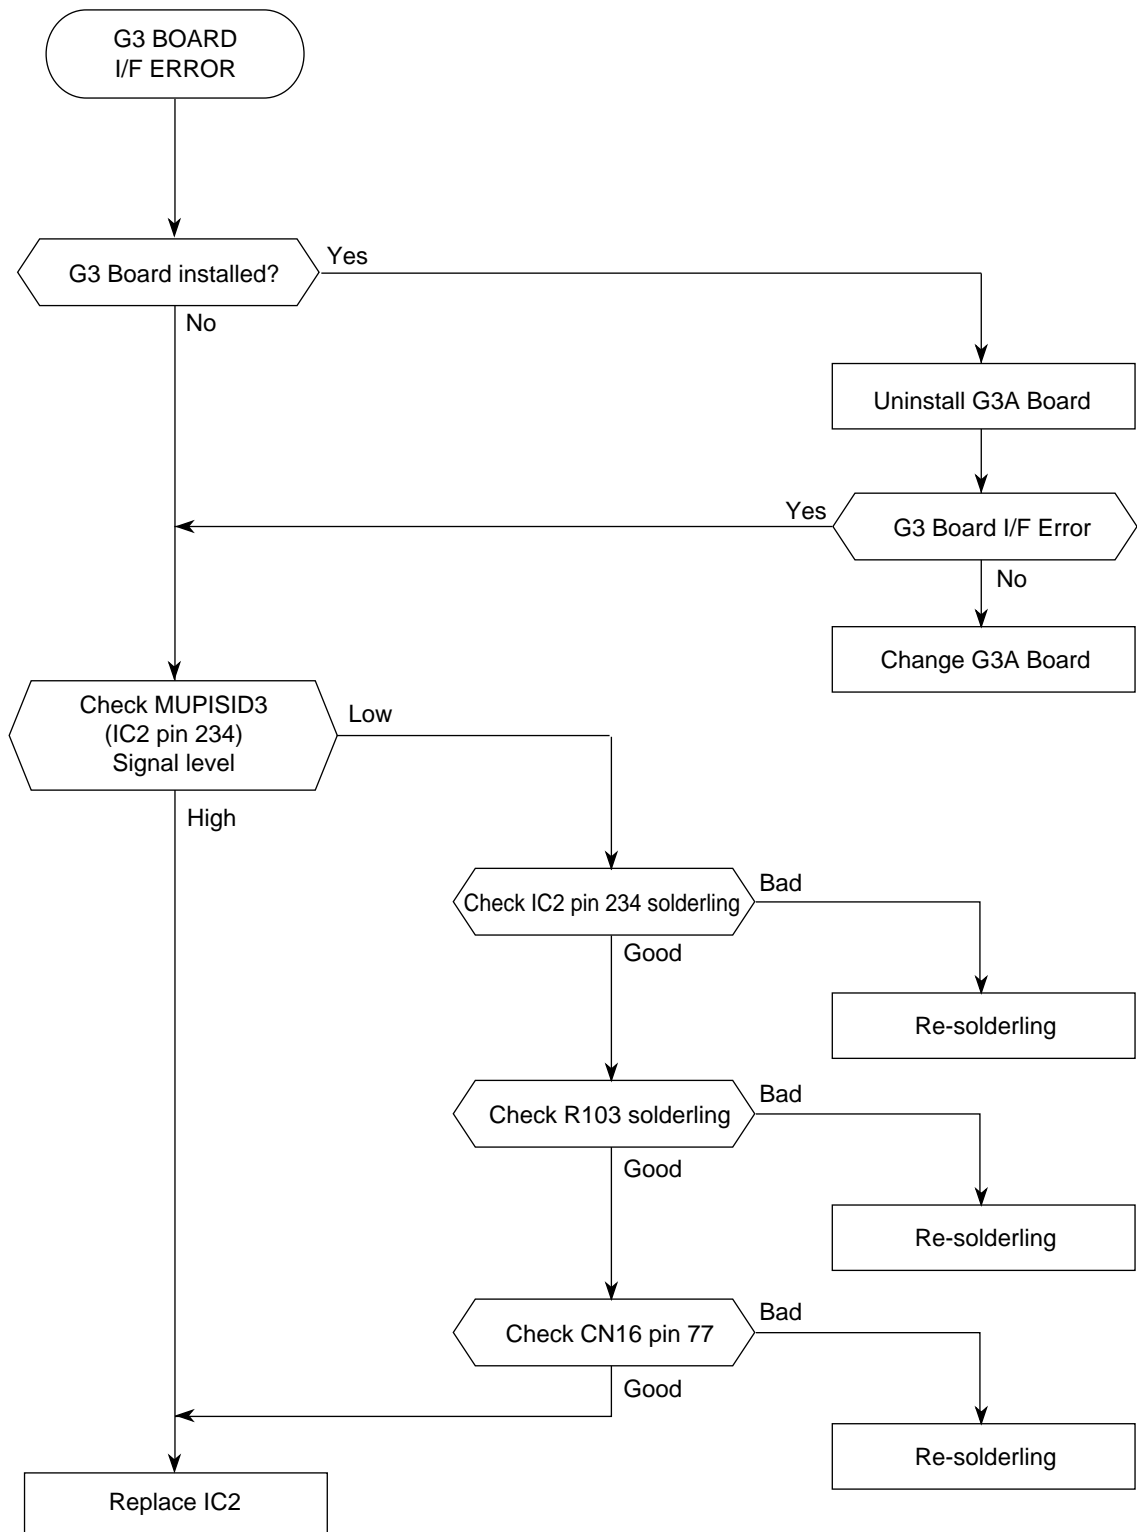 G3 BOARD
I/F ERROR
G3 Board installed?
Yes
No
Uninstall G3A Board
Yes
G3 Board I/F Error
No
Change G3A Board
Check MUPISID3
(IC2 pin 234)
Signal level
Low
High
Check IC2 pin 234 solderling
Bad
Good
Re-solderling
Check R103 solderling
Bad
Good
Re-solderling
Check CN16 pin 77
Bad
Good
Re-solderling
Replace IC2